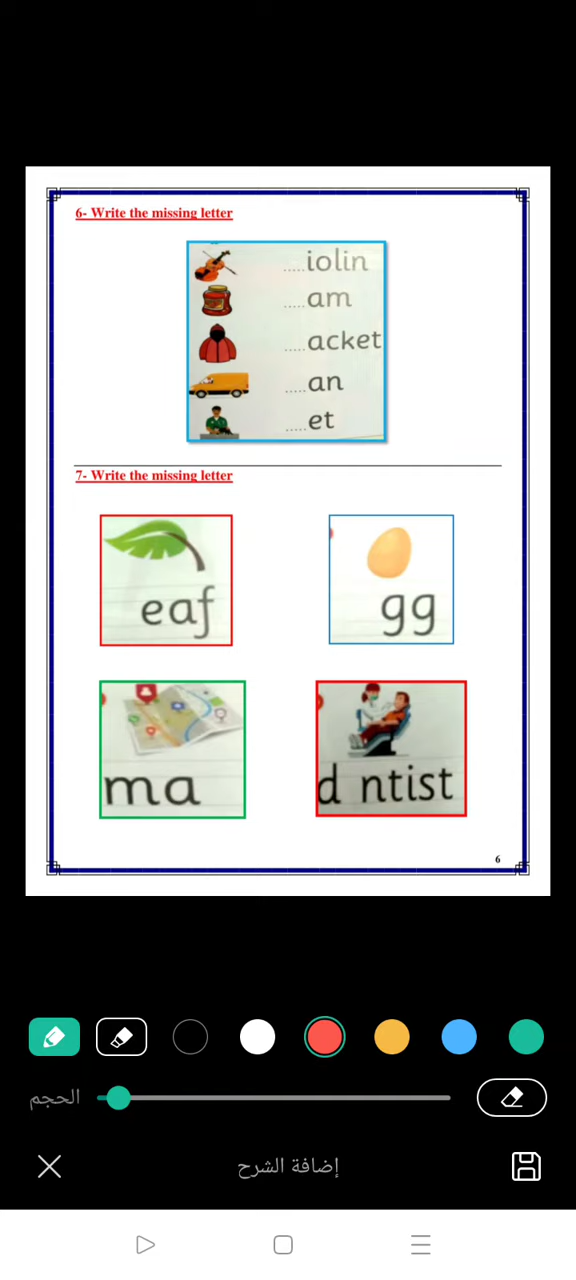 6- Write the missing letter
.....iolin
.....am
.....acket
.....an
.....et
7- Write the missing letter
eaf
gg
ma
d ntist
6
الحجم
إضافة الشرح